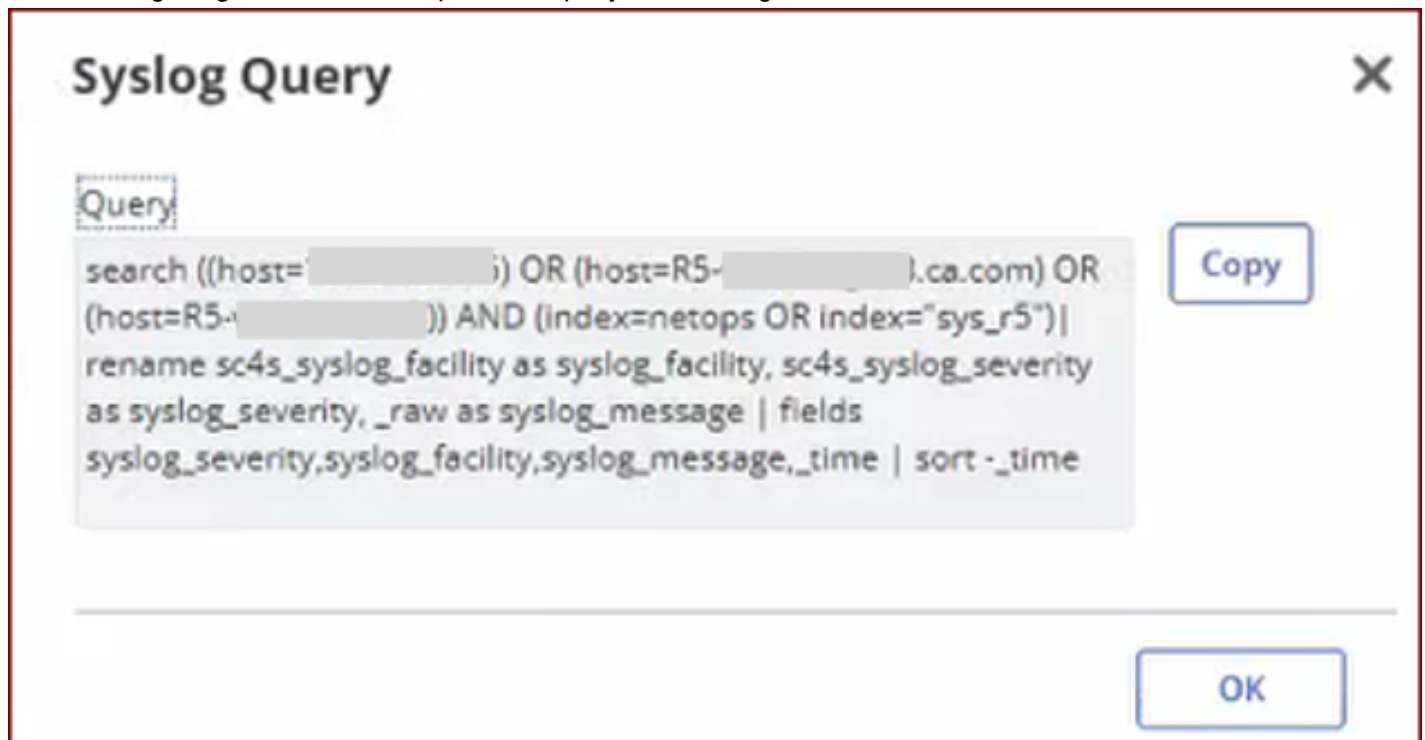 Syslog Query
Query
search ((host= ) OR (host=R5- .ca.com) OR
(host=R5- )) AND (index=netops OR index="sys_r5")|
rename sc4s_syslog_facility as syslog_facility, sc4s_syslog_severity
as syslog_severity, _raw as syslog_message | fields
syslog_severity,syslog_facility,syslog_message,_time | sort -_time
Copy
OK